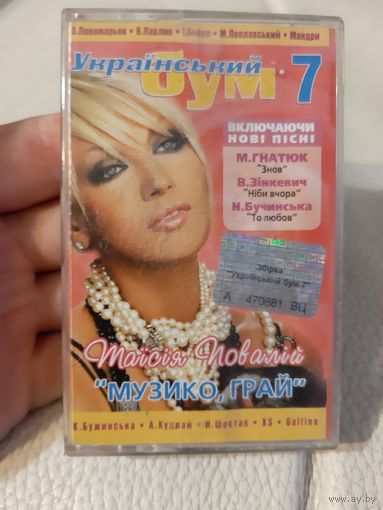 О.Пономарьов • В.Павлик • І.Бобул • М.Поплавський • Мандри
Український
бум 7
ВКЛЮЧАЮЧИ
НОВІ ПІСНІ
М.ГНАТЮК
"Знов"
В.Зінкевич
"Ніби вчора"
Н.Бучинська
"То любов"
Збірка
"Український бум 7"
А 470881 ВЦ
Таїсія Повалій
"МУЗИКО, ГРАЙ"
К.Бужинська • А.Кудлай • Н.Шостак • XS • Gallina
www.ay.by